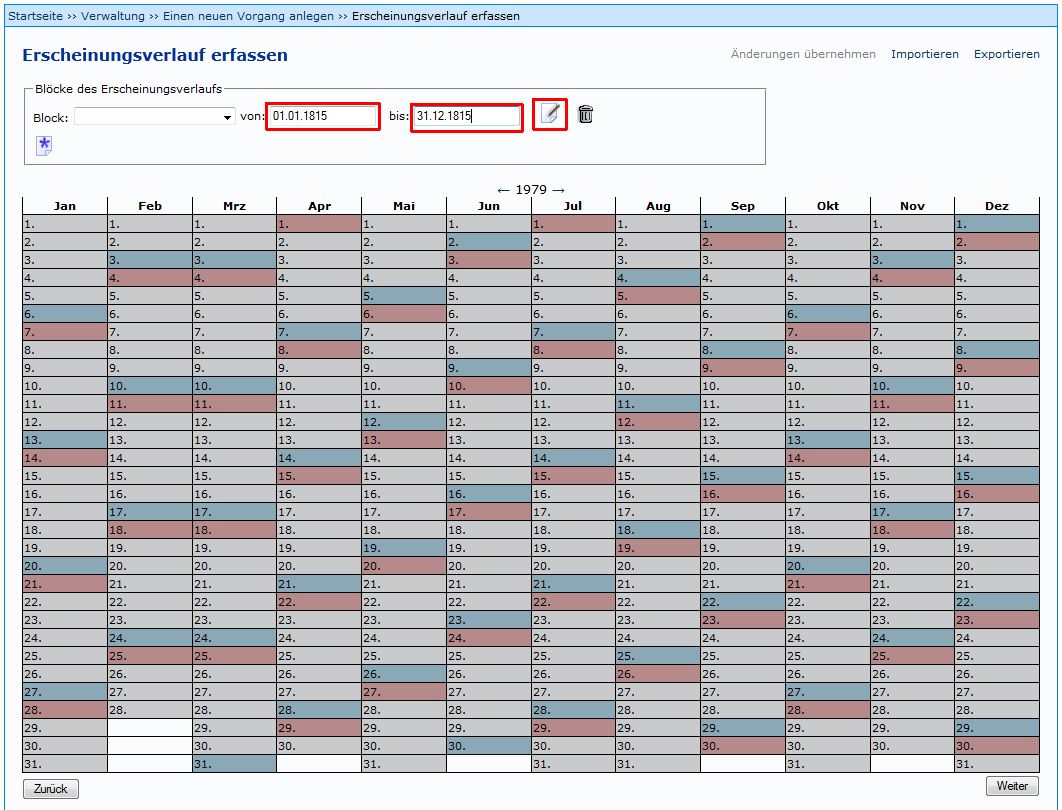 Startseite ›› Verwaltung ›› Einen neuen Vorgang anlegen ›› Erscheinungsverlauf erfassen
Erscheinungsverlauf erfassen
Änderungen übernehmen Importieren Exportieren
Blöcke des Erscheinungsverlaufs
Block: von: 01.01.1815 bis: 31.12.1815
← 1979 →
Jan Feb Mrz Apr Mai Jun Jul Aug Sep Okt Nov Dez
1. 1. 1. 1. 1. 1. 1. 1. 1. 1. 1. 1.
2. 2. 2. 2. 2. 2. 2. 2. 2. 2. 2. 2.
3. 3. 3. 3. 3. 3. 3. 3. 3. 3. 3. 3.
4. 4. 4. 4. 4. 4. 4. 4. 4. 4. 4. 4.
5. 5. 5. 5. 5. 5. 5. 5. 5. 5. 5. 5.
6. 6. 6. 6. 6. 6. 6. 6. 6. 6. 6. 6.
7. 7. 7. 7. 7. 7. 7. 7. 7. 7. 7. 7.
8. 8. 8. 8. 8. 8. 8. 8. 8. 8. 8. 8.
9. 9. 9. 9. 9. 9. 9. 9. 9. 9. 9. 9.
10. 10. 10. 10. 10. 10. 10. 10. 10. 10. 10. 10.
11. 11. 11. 11. 11. 11. 11. 11. 11. 11. 11. 11.
12. 12. 12. 12. 12. 12. 12. 12. 12. 12. 12. 12.
13. 13. 13. 13. 13. 13. 13. 13. 13. 13. 13. 13.
14. 14. 14. 14. 14. 14. 14. 14. 14. 14. 14. 14.
15. 15. 15. 15. 15. 15. 15. 15. 15. 15. 15. 15.
16. 16. 16. 16. 16. 16. 16. 16. 16. 16. 16. 16.
17. 17. 17. 17. 17. 17. 17. 17. 17. 17. 17. 17.
18. 18. 18. 18. 18. 18. 18. 18. 18. 18. 18. 18.
19. 19. 19. 19. 19. 19. 19. 19. 19. 19. 19. 19.
20. 20. 20. 20. 20. 20. 20. 20. 20. 20. 20. 20.
21. 21. 21. 21. 21. 21. 21. 21. 21. 21. 21. 21.
22. 22. 22. 22. 22. 22. 22. 22. 22. 22. 22. 22.
23. 23. 23. 23. 23. 23. 23. 23. 23. 23. 23. 23.
24. 24. 24. 24. 24. 24. 24. 24. 24. 24. 24. 24.
25. 25. 25. 25. 25. 25. 25. 25. 25. 25. 25. 25.
26. 26. 26. 26. 26. 26. 26. 26. 26. 26. 26. 26.
27. 27. 27. 27. 27. 27. 27. 27. 27. 27. 27. 27.
28. 28. 28. 28. 28. 28. 28. 28. 28. 28. 28. 28.
29. 29. 29. 29. 29. 29. 29. 29. 29. 29. 29.
30. 30. 30. 30. 30. 30. 30. 30. 30. 30. 30.
31. 31. 31. 31. 31. 31. 31.
Zurück Weiter